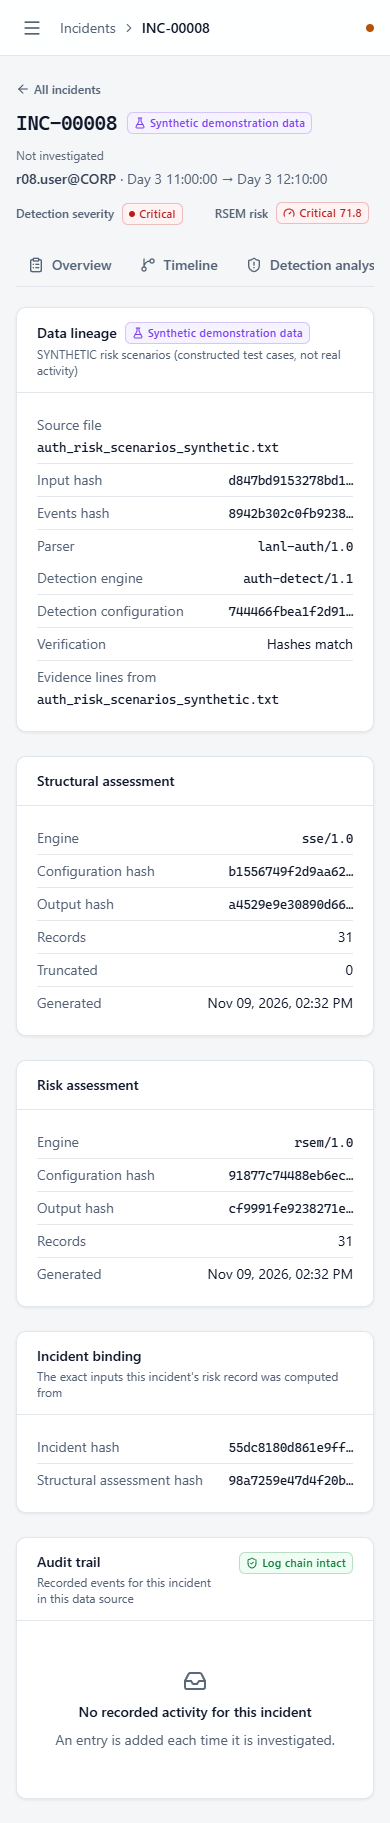 Incidents > INC-00008
← All incidents
INC-00008 Synthetic demonstration data
Not investigated
r08.user@CORP · Day 3 11:00:00 → Day 3 12:10:00
Detection severity Critical RSEM risk Critical 71.8
Overview Timeline Detection analys
Data lineage Synthetic demonstration data
SYNTHETIC risk scenarios (constructed test cases, not real
activity)
Source file
auth_risk_scenarios_synthetic.txt
Input hash d847bd9153278bd1…
Events hash 8942b302c0fb9238…
Parser lanl-auth/1.0
Detection engine auth-detect/1.1
Detection configuration 744466fbea1f2d91…
Verification Hashes match
Evidence lines from
auth_risk_scenarios_synthetic.txt
Structural assessment
Engine sse/1.0
Configuration hash b1556749f2d9aa62…
Output hash a4529e9e30890d66…
Records 31
Truncated 0
Generated Nov 09, 2026, 02:32 PM
Risk assessment
Engine rsem/1.0
Configuration hash 91877c74488eb6ec…
Output hash cf9991fe9238271e…
Records 31
Generated Nov 09, 2026, 02:32 PM
Incident binding
The exact inputs this incident's risk record was computed
from
Incident hash 55dc8180d861e9ff…
Structural assessment hash 98a7259e47d4f20b…
Audit trail Log chain intact
Recorded events for this incident
in this data source
No recorded activity for this incident
An entry is added each time it is investigated.